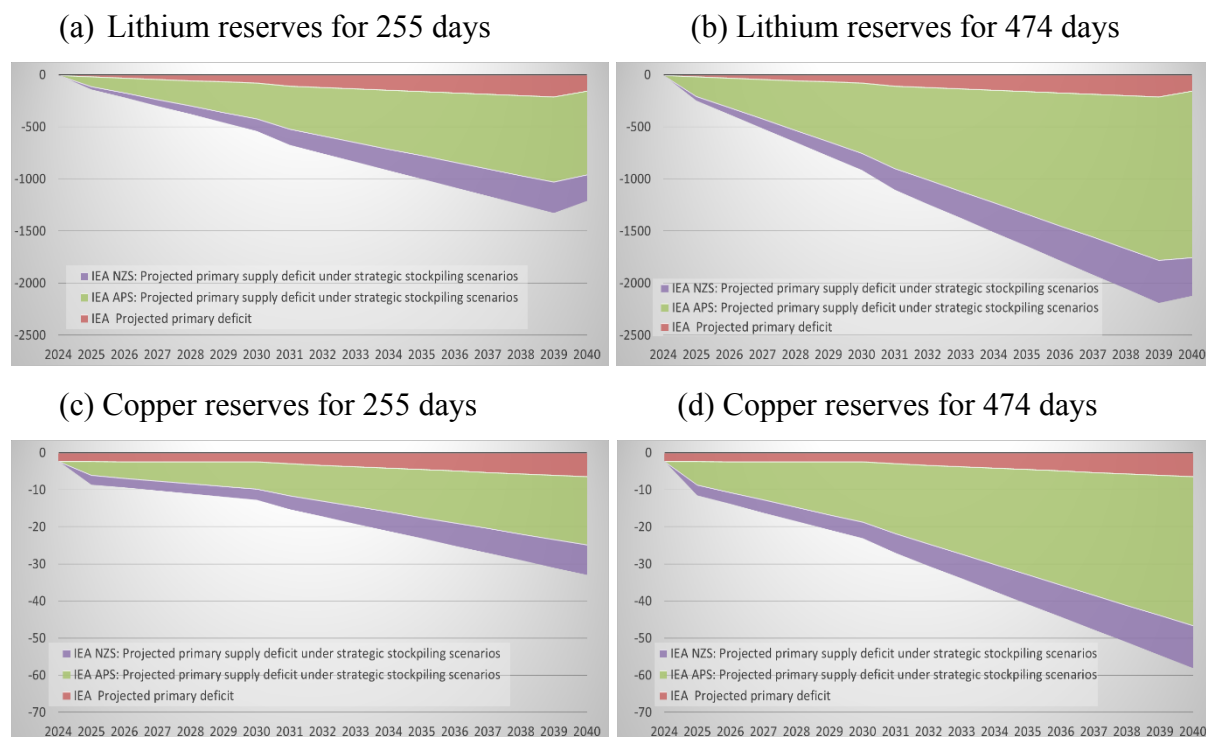 (a) Lithium reserves for 255 days
0
-500
-1000
-1500
-2000
-2500
IEA NZS: Projected primary supply deficit under strategic stockpiling scenarios
IEA APS: Projected primary supply deficit under strategic stockpiling scenarios
IEA Projected primary deficit
2024 2025 2026 2027 2028 2029 2030 2031 2032 2033 2034 2035 2036 2037 2038 2039 2040
(b) Lithium reserves for 474 days
0
-500
-1000
-1500
-2000
-2500
IEA NZS: Projected primary supply deficit under strategic stockpiling scenarios
IEA APS: Projected primary supply deficit under strategic stockpiling scenarios
IEA Projected primary deficit
2024 2025 2026 2027 2028 2029 2030 2031 2032 2033 2034 2035 2036 2037 2038 2039 2040
(c) Copper reserves for 255 days
0
-10
-20
-30
-40
-50
-60
-70
IEA NZS: Projected primary supply deficit under strategic stockpiling scenarios
IEA APS: Projected primary supply deficit under strategic stockpiling scenarios
IEA Projected primary deficit
2024 2025 2026 2027 2028 2029 2030 2031 2032 2033 2034 2035 2036 2037 2038 2039 2040
(d) Copper reserves for 474 days
0
-10
-20
-30
-40
-50
-60
-70
IEA NZS: Projected primary supply deficit under strategic stockpiling scenarios
IEA APS: Projected primary supply deficit under strategic stockpiling scenarios
IEA Projected primary deficit
2024 2025 2026 2027 2028 2029 2030 2031 2032 2033 2034 2035 2036 2037 2038 2039 2040